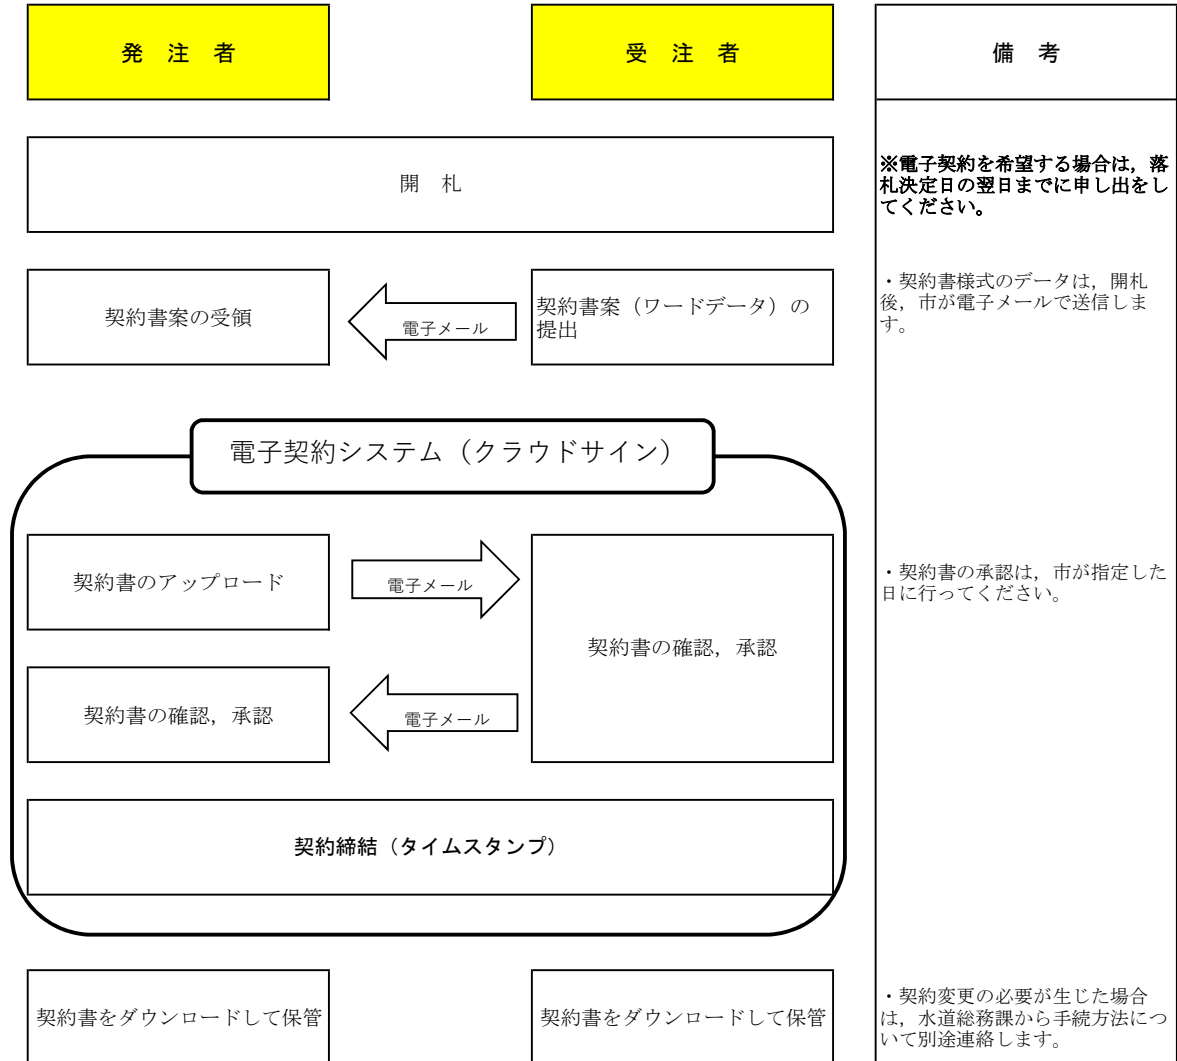 発 注 者
受 注 者
備 考
開 札
※電子契約を希望する場合は，落
札決定日の翌日までに申し出をし
てください。
契約書案の受領
電子メール
契約書案（ワードデータ）の
提出
・契約書様式のデータは，開札
後，市が電子メールで送信しま
す。
電子契約システム（クラウドサイン）
契約書のアップロード
電子メール
契約書の確認，承認
・契約書の承認は，市が指定した
日に行ってください。
契約書の確認，承認
電子メール
契約締結（タイムスタンプ）
契約書をダウンロードして保管
契約書をダウンロードして保管
・契約変更の必要が生じた場合
は，水道総務課から手続方法につ
いて別途連絡します。